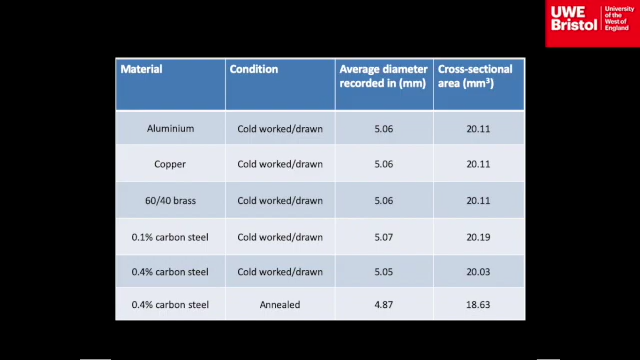 UWE Bristol
University of the West of England
Material Condition Average diameter recorded in (mm) Cross-sectional area (mm³)
Aluminium Cold worked/drawn 5.06 20.11
Copper Cold worked/drawn 5.06 20.11
60/40 brass Cold worked/drawn 5.06 20.11
0.1% carbon steel Cold worked/drawn 5.07 20.19
0.4% carbon steel Cold worked/drawn 5.05 20.03
0.4% carbon steel Annealed 4.87 18.63